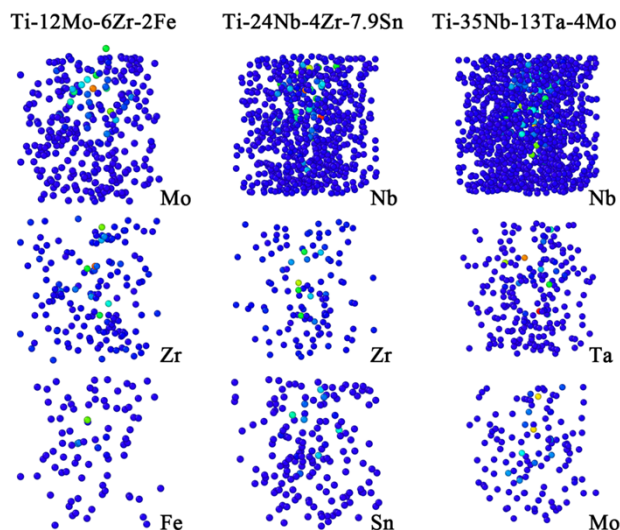 Ti-12Mo-6Zr-2Fe Ti-24Nb-4Zr-7.9Sn Ti-35Nb-13Ta-4Mo
Mo Nb Nb
Zr Zr Ta
Fe Sn Mo